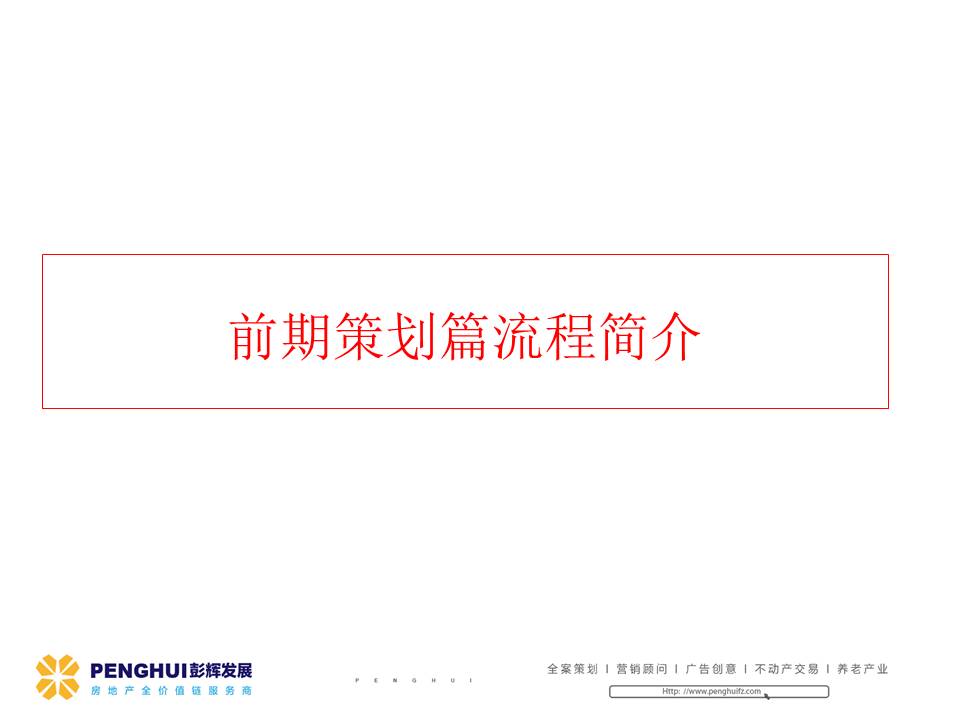 前期策划篇流程简介
PENGHUI彭辉发展
房地产全价值链服务商
PENGHUI
全案策划 I 营销顾问 I 广告创意 I 不动产交易 I 养老产业
Http: //www.penghuifz.com